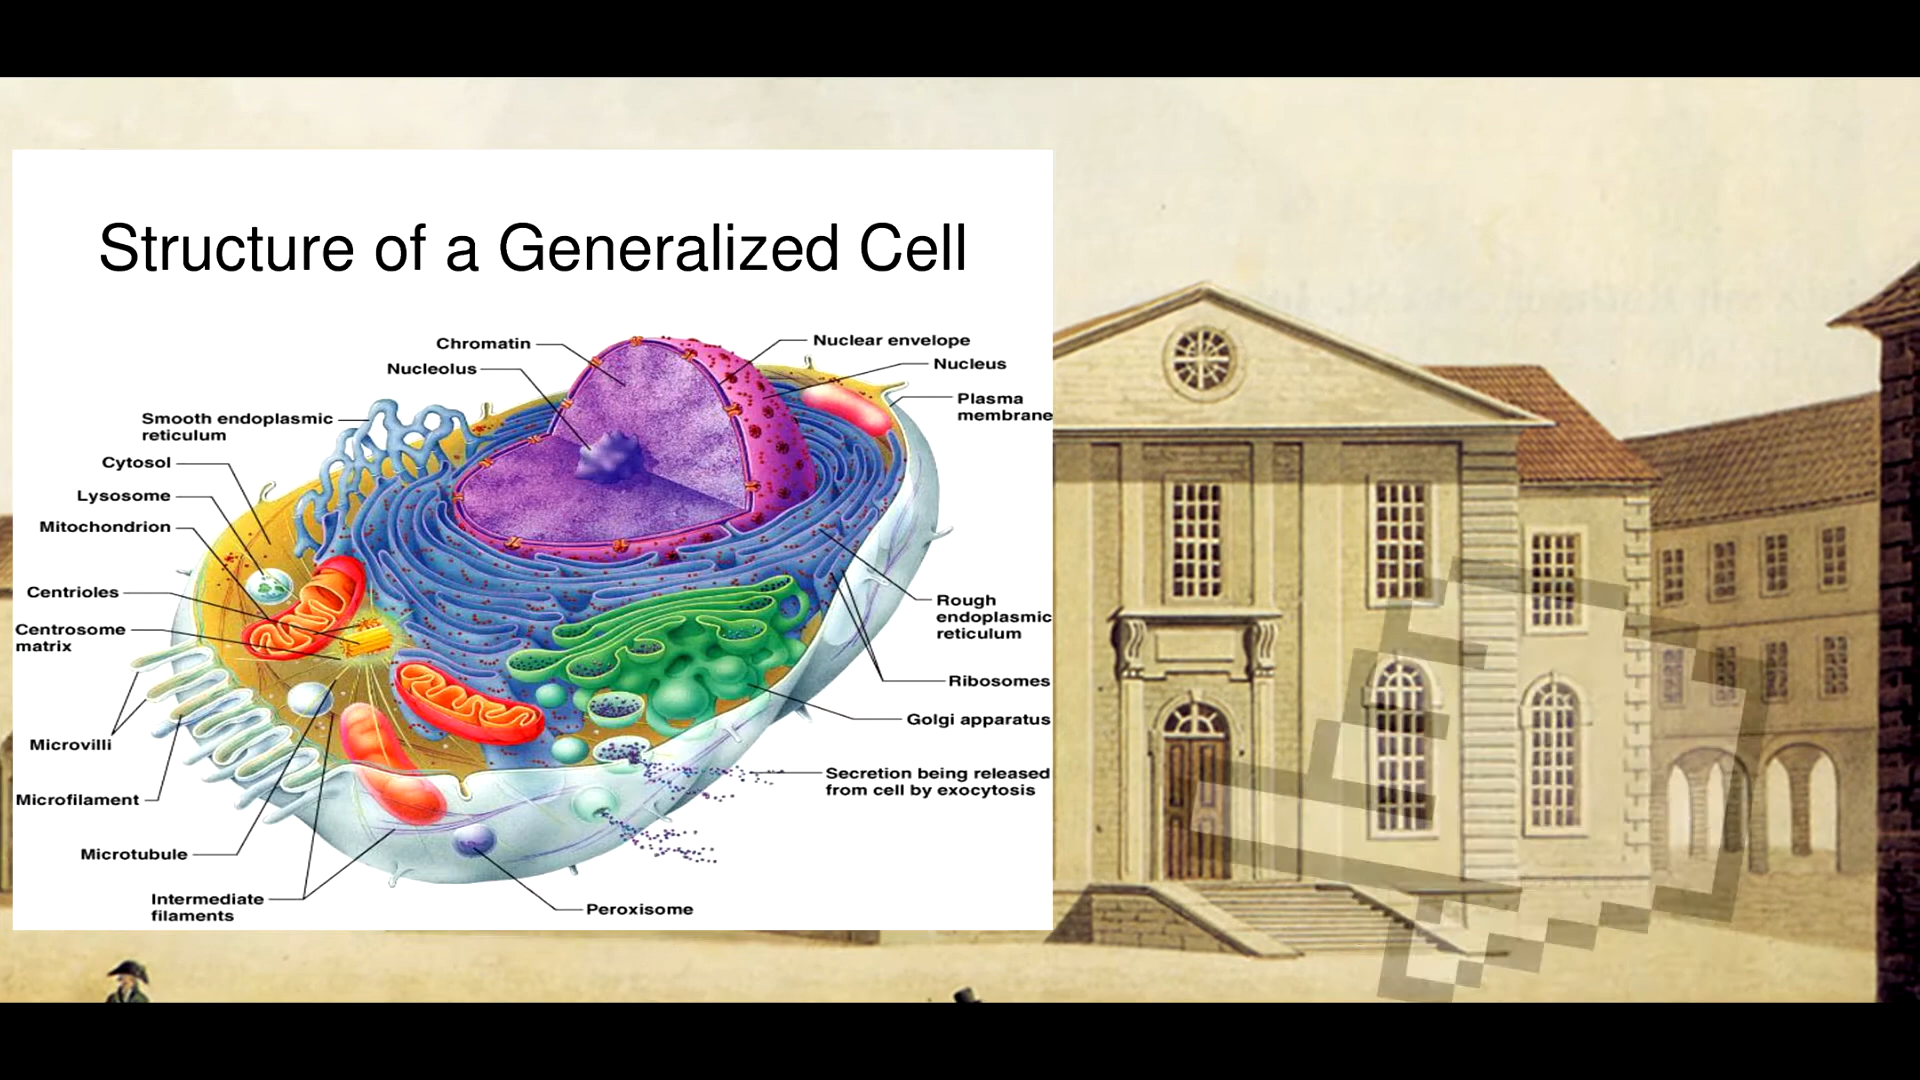 Structure of a Generalized Cell
Chromatin
Nucleolus
Smooth endoplasmic
reticulum
Cytosol
Lysosome
Mitochondrion
Centrioles
Centrosome
matrix
Microvilli
Microfilament
Microtubule
Intermediate
filaments
Nuclear envelope
Nucleus
Plasma
membrane
Rough
endoplasmic
reticulum
Ribosomes
Golgi apparatus
Secretion being released
from cell by exocytosis
Peroxisome